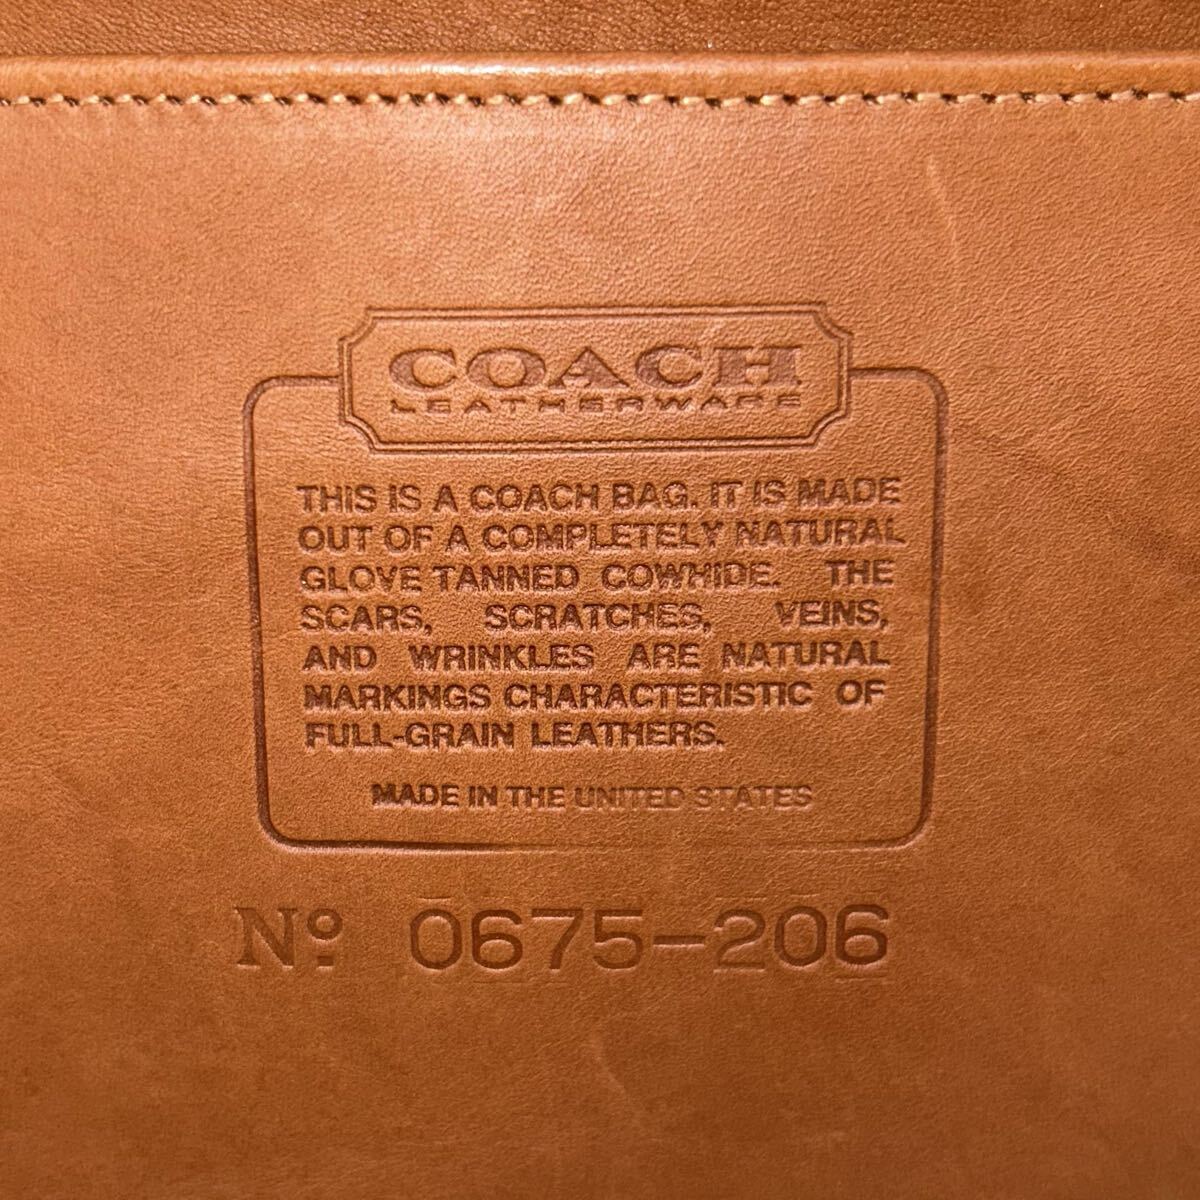 COACH
LEATHERWARE
THIS IS A COACH BAG. IT IS MADE
OUT OF A COMPLETELY NATURAL
GLOVE TANNED COWHIDE. THE
SCARS, SCRATCHES, VEINS,
AND WRINKLES ARE NATURAL
MARKINGS CHARACTERISTIC OF
FULL-GRAIN LEATHERS.
MADE IN THE UNITED STATES
Nº. 0675-206